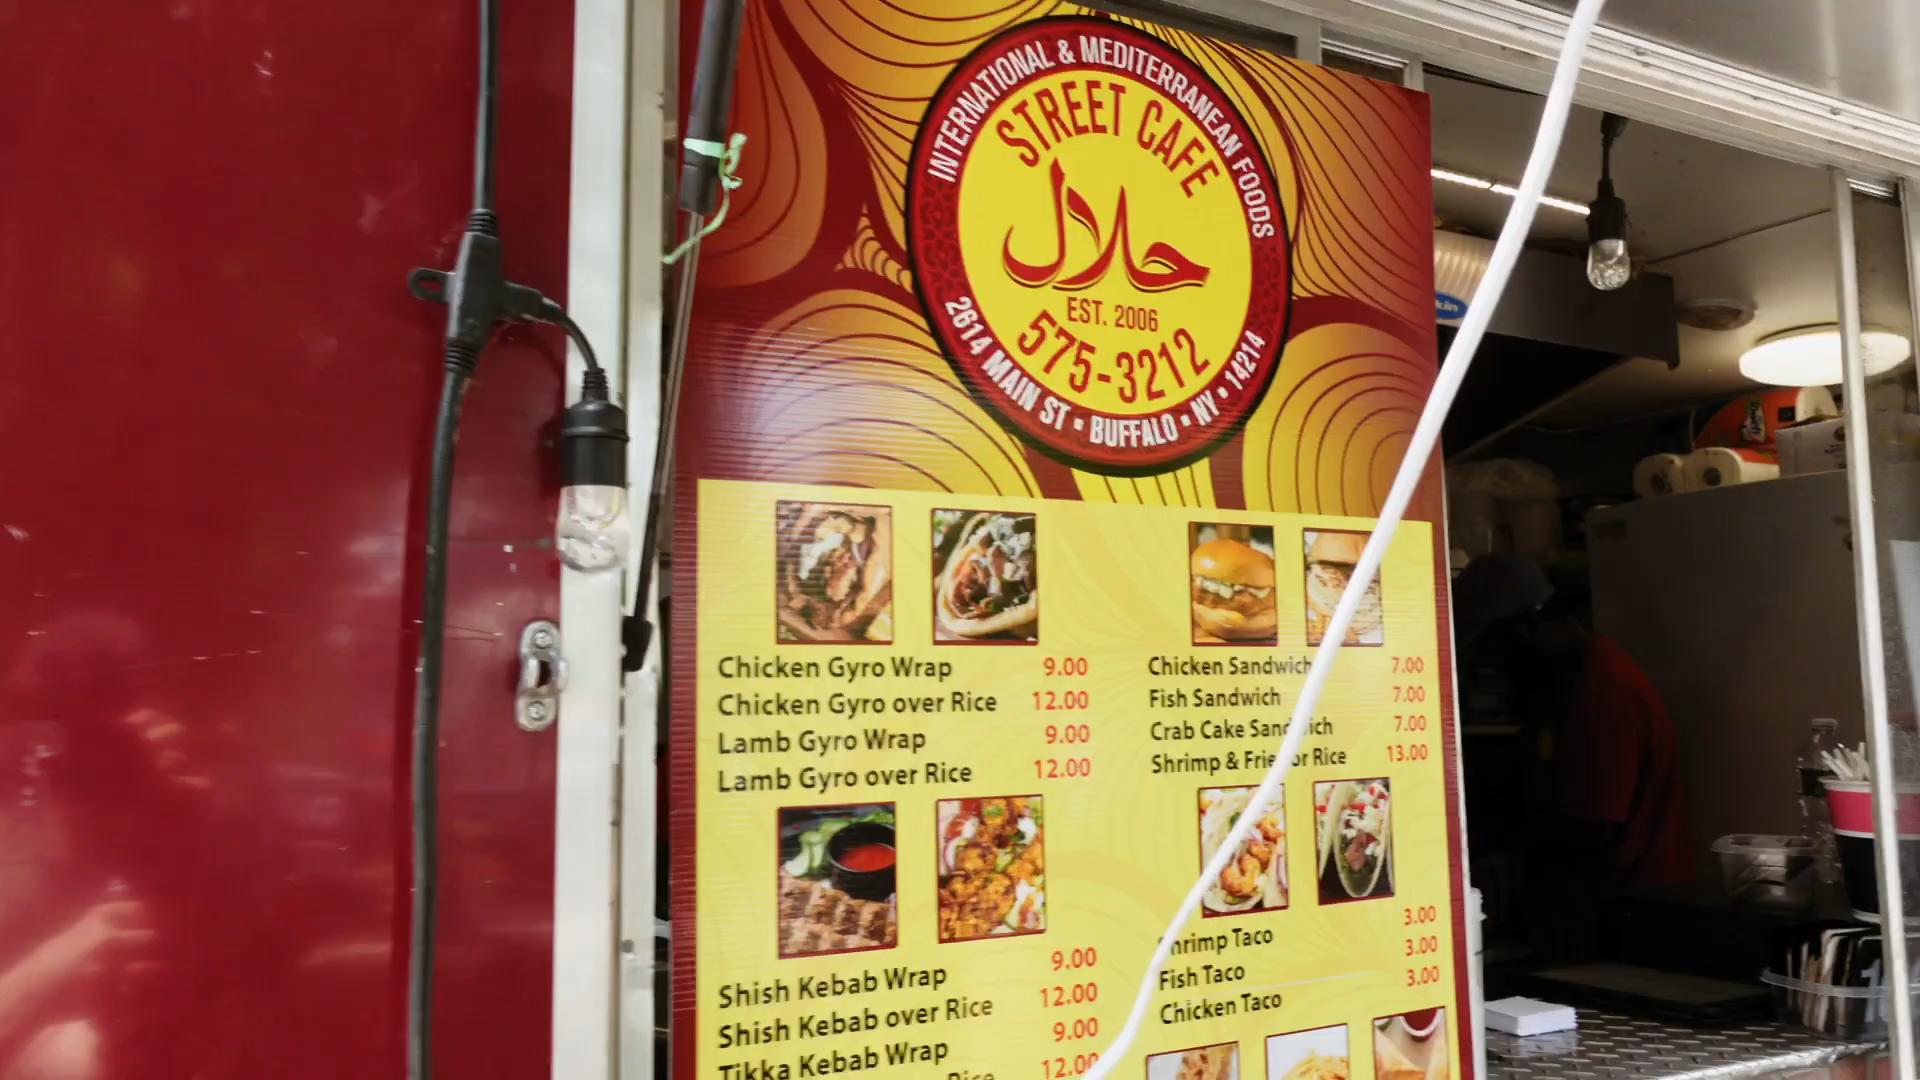 INTERNATIONAL & MEDITERRANEAN FOODS
STREET CAFE
حلال
EST. 2006
575-3212
2614 MAIN ST • BUFFALO • NY • 14214
Chicken Gyro Wrap 9.00
Chicken Gyro over Rice 12.00
Lamb Gyro Wrap 9.00
Lamb Gyro over Rice 12.00
Shish Kebab Wrap 9.00
Shish Kebab over Rice 12.00
Tikka Kebab Wrap 9.00
Rice 12.00
Chicken Sandwich 7.00
Fish Sandwich 7.00
Crab Cake Sandwich 7.00
Shrimp & Fries or Rice 13.00
Shrimp Taco 3.00
Fish Taco 3.00
Chicken Taco 3.00